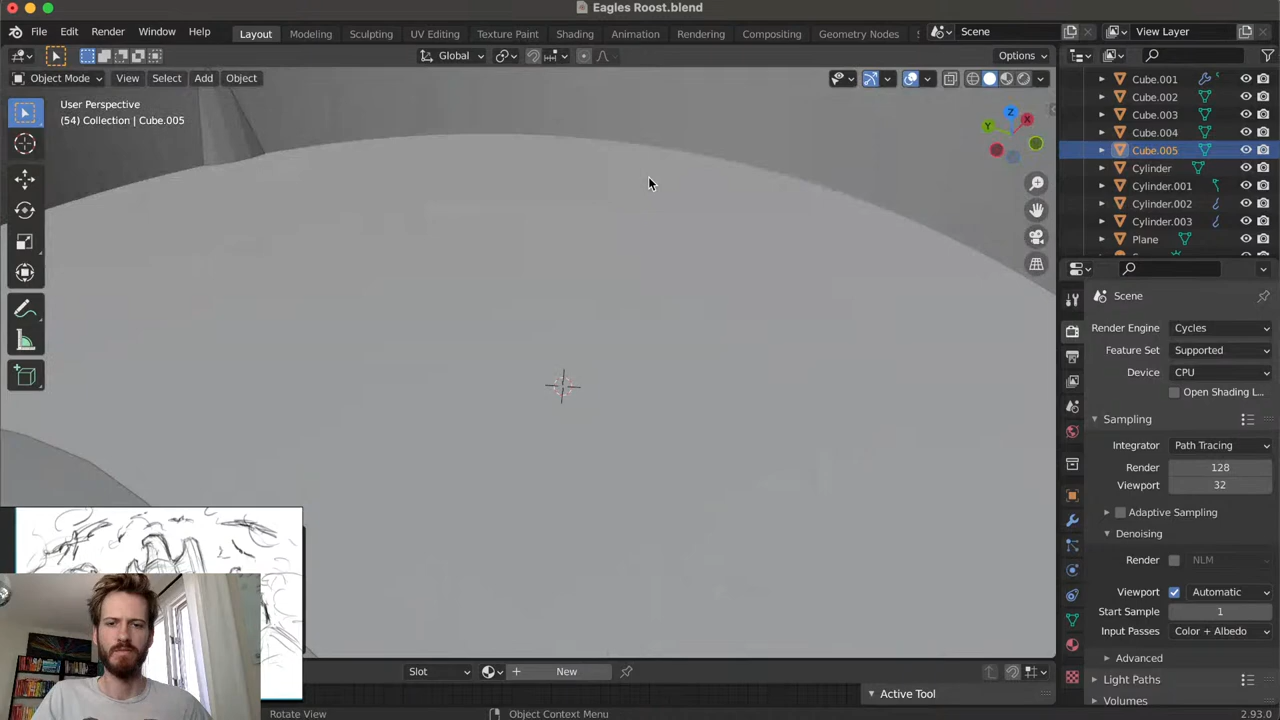 Eagles Roost.blend
File Edit Render Window Help Layout Modeling Sculpting UV Editing Texture Paint Shading Animation Rendering Compositing Geometry Nodes Scene View Layer
Global Options
Object Mode View Select Add Object
User Perspective
(54) Collection | Cube.005
Z
X
Y
Cube.001
Cube.002
Cube.003
Cube.004
Cube.005
Cylinder
Cylinder.001
Cylinder.002
Cylinder.003
Plane
Scene
Render Engine Cycles
Feature Set Supported
Device CPU
Open Shading L...
Sampling
Integrator Path Tracing
Render 128
Viewport 32
Adaptive Sampling
Denoising
Render NLM
Viewport Automatic
Start Sample 1
Input Passes Color + Albedo
Advanced
Light Paths
Volumes
Slot New
Active Tool
Rotate View Object Context Menu 2.93.0